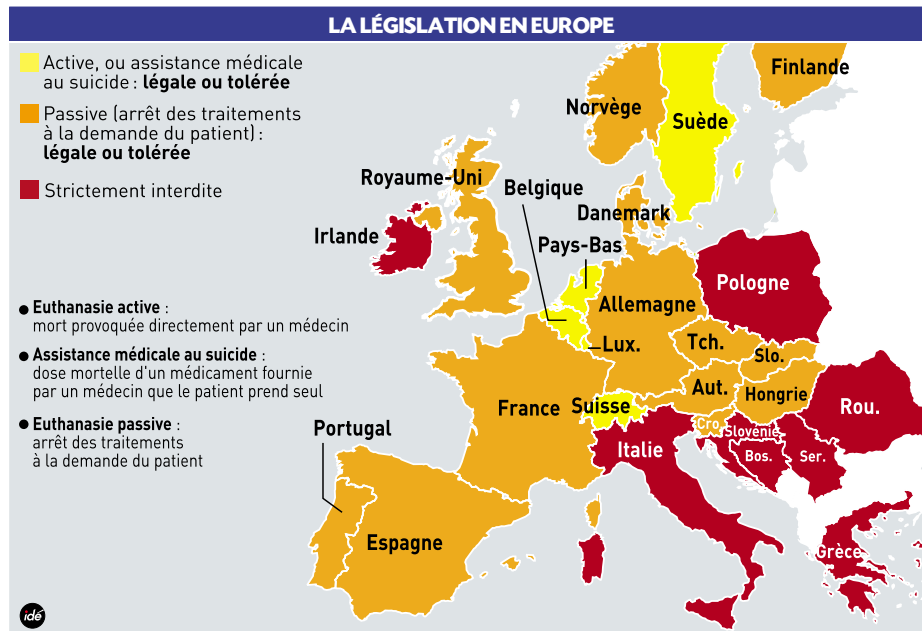 LA LÉGISLATION EN EUROPE
Active, ou assistance médicale
au suicide : légale ou tolérée
Passive (arrêt des traitements
à la demande du patient) :
légale ou tolérée
Strictement interdite
Finlande
Norvège
Suède
Royaume-Uni
Belgique
Danemark
Irlande
Pays-Bas
Pologne
Allemagne
Lux.
Tch.
Slo.
Aut.
Hongrie
France
Suisse
Rou.
Cro.
Slovénie
Italie
Bos.
Ser.
Portugal
Espagne
Grèce
● Euthanasie active :
mort provoquée directement par un médecin
● Assistance médicale au suicide :
dose mortelle d'un médicament fournie
par un médecin que le patient prend seul
● Euthanasie passive :
arrêt des traitements
à la demande du patient
idé